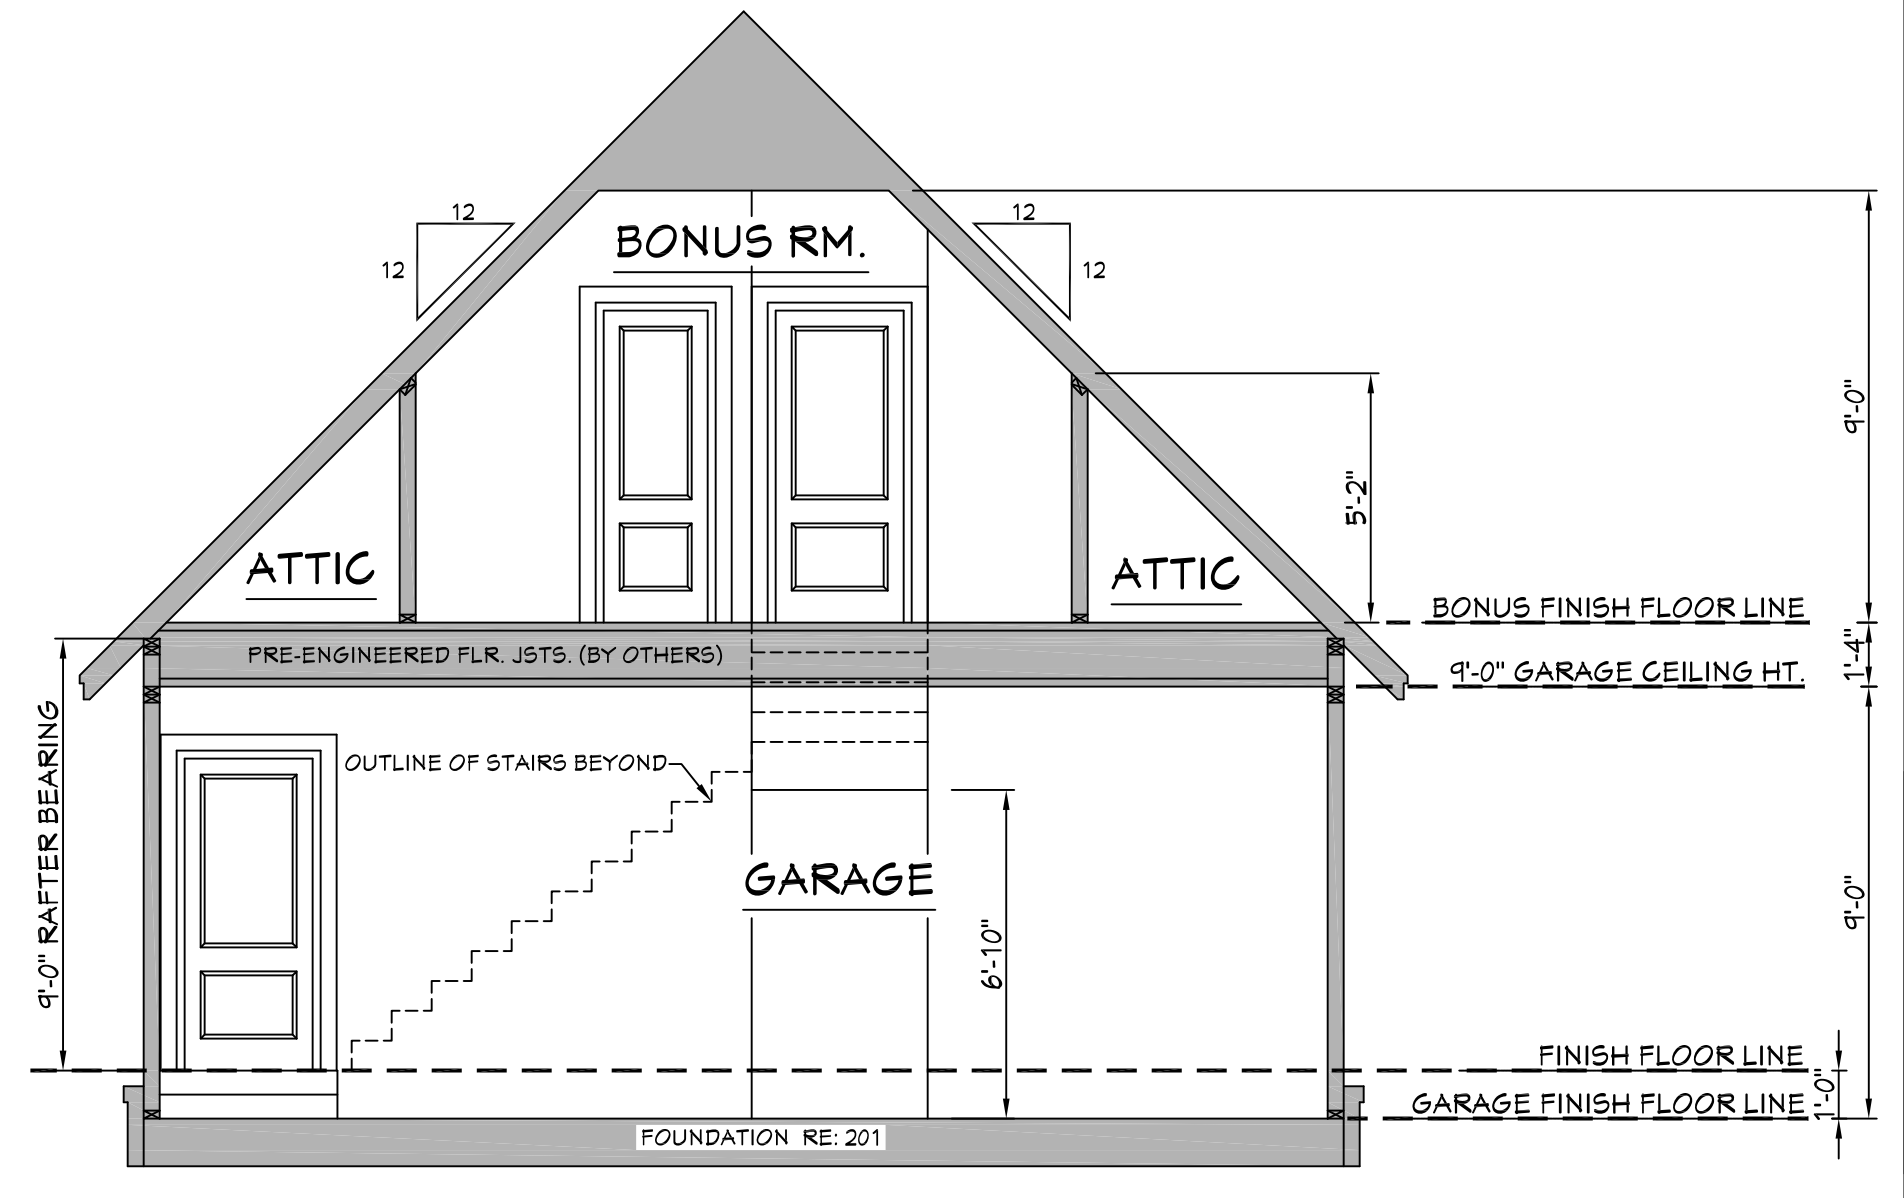 12
12
BONUS RM.
12
12
9'-0"
5'-2"
ATTIC
ATTIC
BONUS FINISH FLOOR LINE
PRE-ENGINEERED FLR. JSTS. (BY OTHERS)
1'-4"
9'-0" GARAGE CEILING HT.
9'-0" RAFTER BEARING
OUTLINE OF STAIRS BEYOND
GARAGE
9'-0"
6'-10"
FINISH FLOOR LINE
1'-0"
GARAGE FINISH FLOOR LINE
FOUNDATION RE: 201